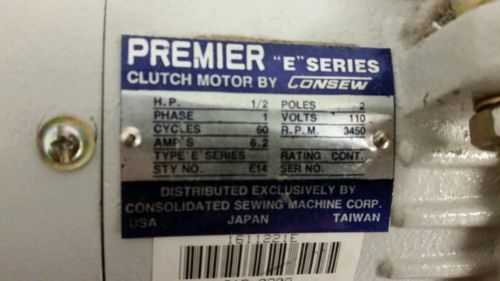 PREMIER "E" SERIES
CLUTCH MOTOR BY CONSEW
H.P. 1/2 POLES 2
PHASE 1 VOLTS 110
CYCLES 60 R.P.M. 3450
AMP'S 6.2
TYPE "E" SERIES RATING CONT.
STY NO. E14 SER NO.
DISTRIBUTED EXCLUSIVELY BY
CONSOLIDATED SEWING MACHINE CORP.
USA JAPAN TAIWAN
1611221E